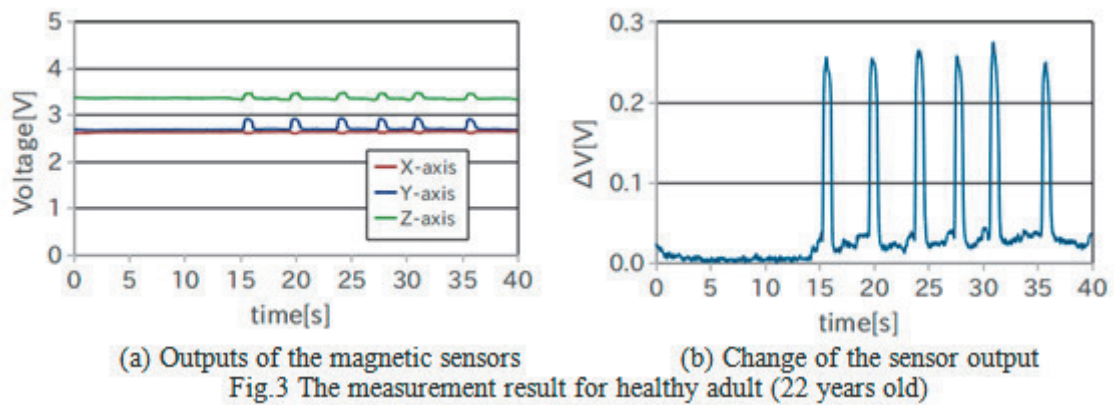 5
4
3
2
1
0
Voltage[V]
X-axis
Y-axis
Z-axis
0 5 10 15 20 25 30 35 40
time[s]
(a) Outputs of the magnetic sensors
0.3
0.2
0.1
0.0
ΔV[V]
0 5 10 15 20 25 30 35 40
time[s]
(b) Change of the sensor output
Fig.3 The measurement result for healthy adult (22 years old)